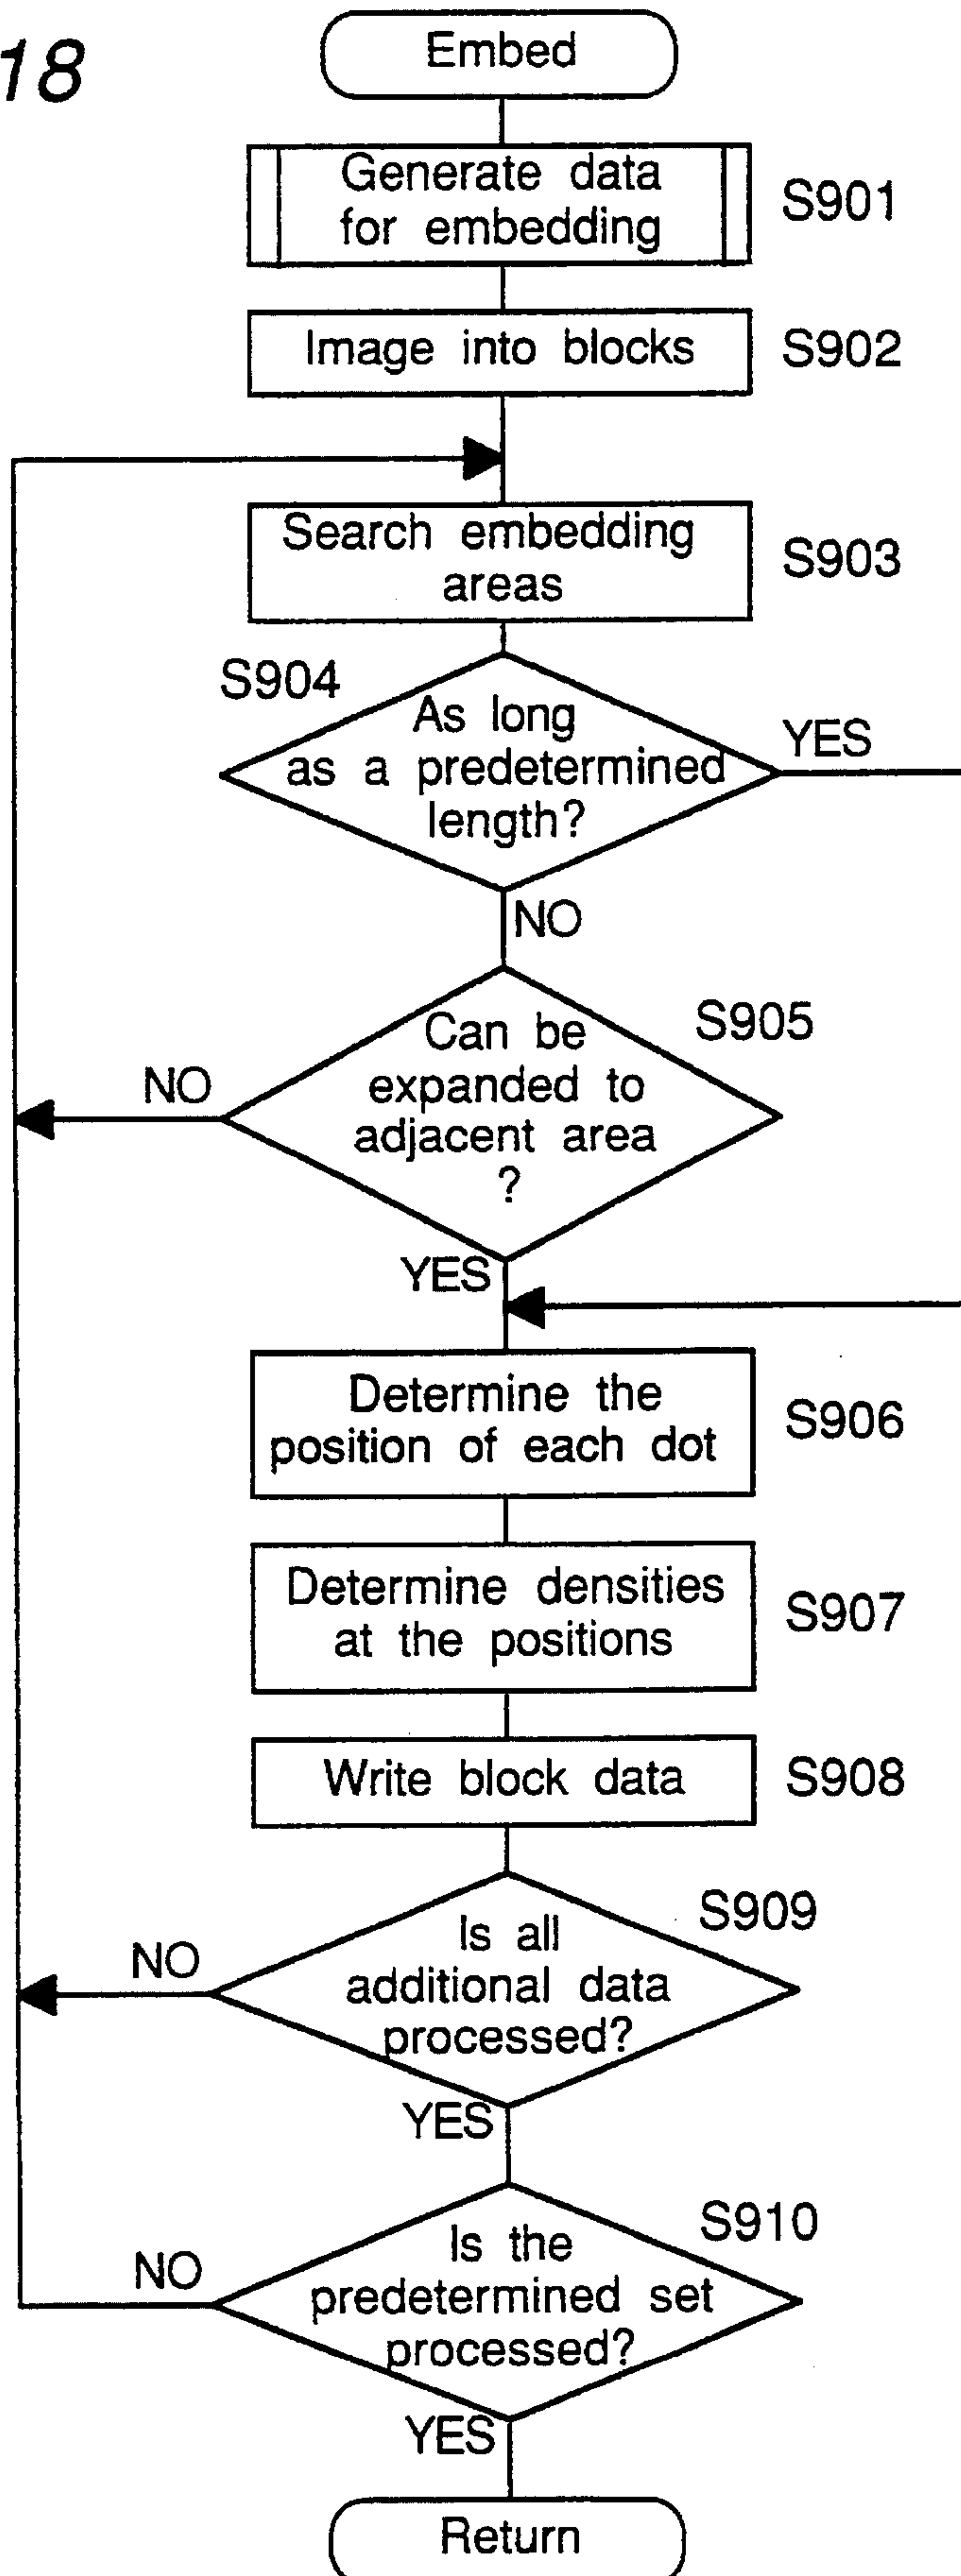 18
Embed
Generate data
for embedding
S901
Image into blocks
S902
Search embedding
areas
S903
S904
As long
as a predetermined
length?
YES
NO
S905
Can be
expanded to
adjacent area
?
NO
YES
Determine the
position of each dot
S906
Determine densities
at the positions
S907
Write block data
S908
S909
Is all
additional data
processed?
NO
YES
S910
Is the
predetermined set
processed?
NO
YES
Return